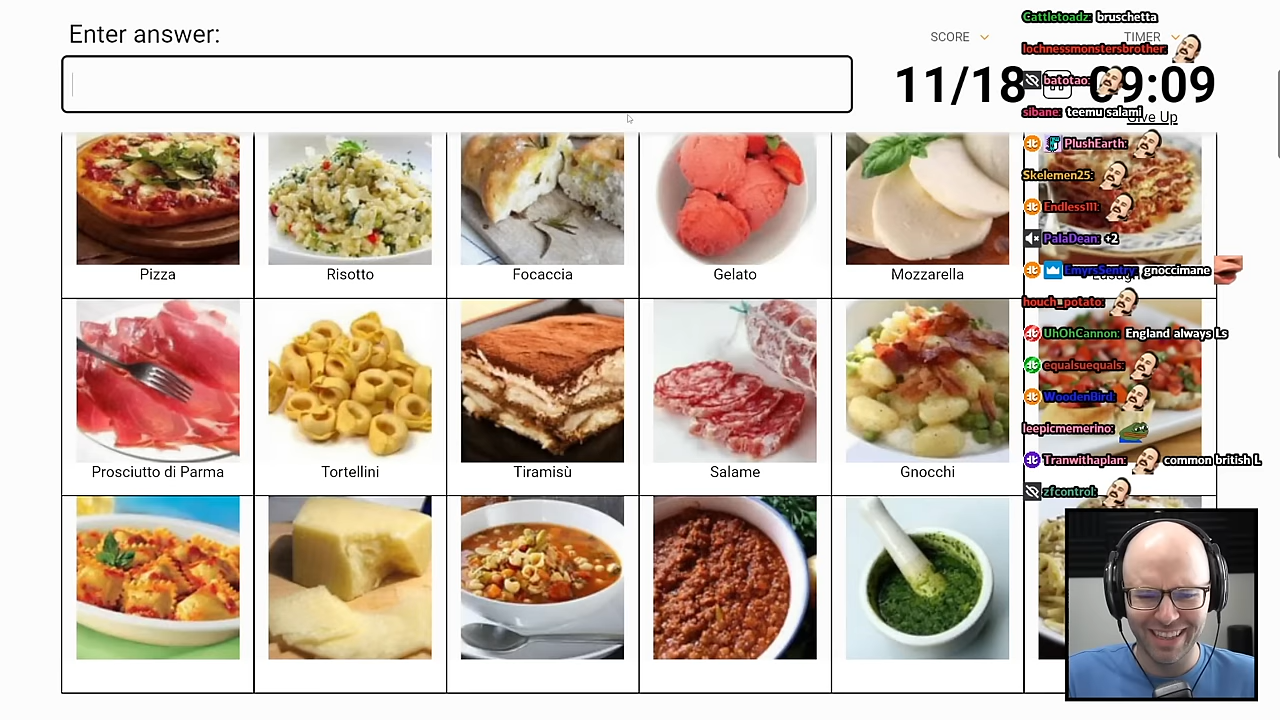 Enter answer:
SCORE
TIMER
11/18
09:09
Give Up
Pizza
Risotto
Focaccia
Gelato
Mozzarella
Prosciutto di Parma
Tortellini
Tiramisù
Salame
Gnocchi
Cattletoadz: bruschetta
lochnessmonstersbrother:
batotao:
sibane: teemu salami
PlushEarth:
Skelemen25:
Endless111:
PalaDean: +2
EmyrsSentry: gnoccimane
houch_potato:
UhOhCannon: England always Ls
equalsuequals:
WoodenBird:
leepicmemerino:
Tranwithaplan: common british L
zfcontrol: